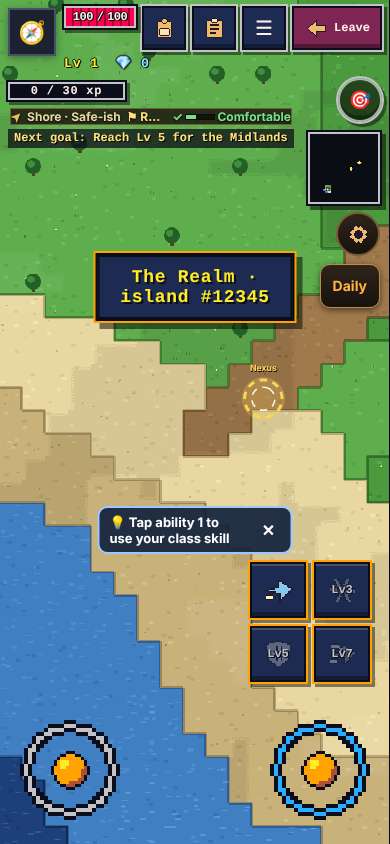 100 / 100
Leave
Lv 1 0
0 / 30 xp
Shore · Safe-ish R... Comfortable
Next goal: Reach Lv 5 for the Midlands
Daily
The Realm ·
island #12345
Nexus
Tap ability 1 to
use your class skill
Lv3
Lv5
Lv7